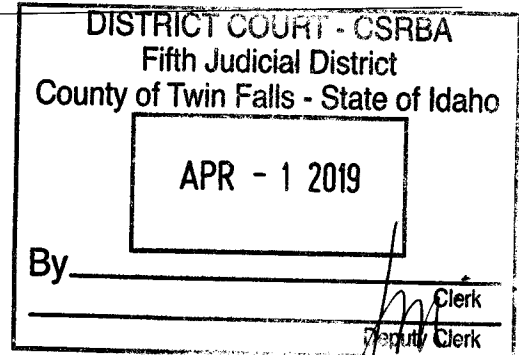 DISTRICT COURT - CSRBA
Fifth Judicial District
County of Twin Falls - State of Idaho
APR - 1 2019
By
Clerk
Deputy Clerk